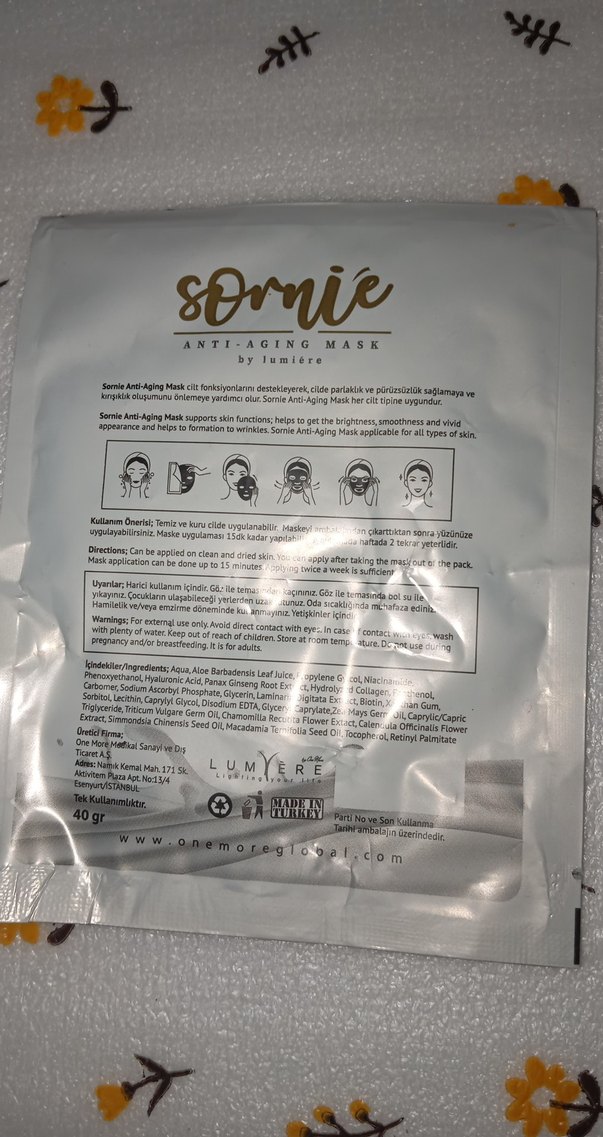 sOrnié
ANTI-AGING MASK
by lumiére
Sornie Anti-Aging Mask cilt fonksiyonlarını destekleyerek, cilde parlaklık ve pürüzsüzlük sağlamaya ve
kırışıklık oluşumunu önlemeye yardımcı olur. Sornie Anti-Aging Mask her cilt tipine uygundur.
Sornie Anti-Aging Mask supports skin functions; helps to get the brightness, smoothness and vivid
appearance and helps to formation to wrinkles. Sornie Anti-Aging Mask applicable for all types of skin.
Kullanım Önerisi; Temiz ve kuru cilde uygulanabilir. Maskeyi çıkarttıktan sonra yüzünüze
uygulayabilirsiniz. Maske uygulaması 15dk kadar haftada 2 tekrar yeterlidir.
Directions; Can be applied on clean and dried skin. You can apply after taking the mask out of the pack.
Mask application can be done up to 15 minutes. Applying twice a week is sufficient
Uyarılar; Harici kullanım içindir. Göz ile temasından kaçınınız. Göz ile temasında bol su ile
yıkayınız. Çocukların ulaşabileceği yerlerden uzak tutunuz. Oda sıcaklığında muhafaza ediniz.
Hamilelik ve/veya emzirme döneminde kullanmayınız. Yetişkinler
Warnings; For external use only. Avoid direct contact with eyes. In case of contact with eyes, wash
with plenty of water. Keep out of reach of children. Store at room temperature. Do not use during
pregnancy and/or breastfeeding. It is for adults.
İçindekiler/Ingredients; Aqua, Aloe Barbadensis Leaf Juice, Propylene Glycol, Niacinamide,
Phenoxyethanol, Hyaluronic Acid, Panax Ginseng Root Extract, Hydrolyzed Collagen, Panthenol,
Carbomer, Sodium Ascorbyl Phosphate, Glycerin, Laminaria Digitata Extract, Biotin, Xanthan Gum,
Sorbitol, Lecithin, Caprylyl Glycol, Disodium EDTA, Glyceryl Caprylate, Zea Mays Germ Oil, Caprylic/Capric
Triglyceride, Triticum Vulgare Germ Oil, Chamomilla Recutita Flower Extract, Calendula Officinalis Flower
Extract, Simmondsia Chinensis Seed Oil, Macadamia Ternifolia Seed Oil, Tocopherol, Retinyl Palmitate
Üretici Firma;
One More Medikal Sanayi ve Dış
Ticaret A.Ş.
Adres: Namık Kemal Mah. 171 Sk.
Aktivitem Plaza Apt. No:13/4
Esenyurt/İSTANBUL
Tek Kullanımlıktır.
40 gr
by One More
LUMYERE
Lighting your life
MADE IN
TURKEY
Parti No ve Son Kullanma
Tarihi ambalajın üzerindedir.
www.onemoreglobal.com